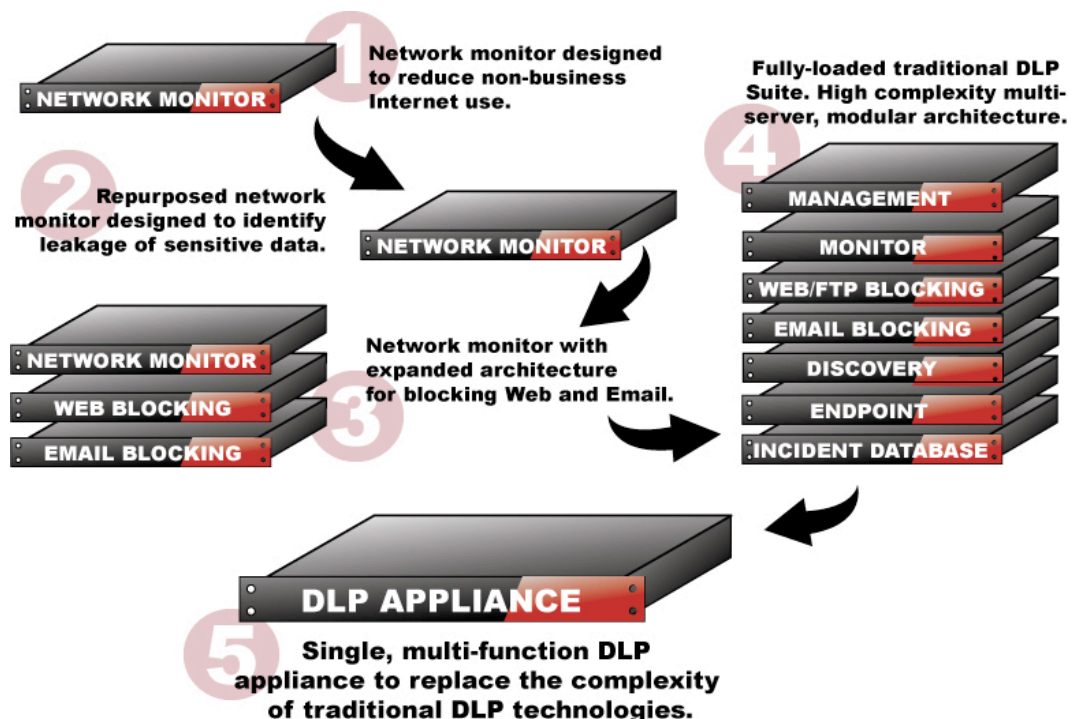 1
Network monitor designed
to reduce non-business
Internet use.
NETWORK MONITOR
2
Repurposed network
monitor designed to identify
leakage of sensitive data.
NETWORK MONITOR
3
Network monitor with
expanded architecture
for blocking Web and Email.
NETWORK MONITOR
WEB BLOCKING
EMAIL BLOCKING
4
Fully-loaded traditional DLP
Suite. High complexity multi-
server, modular architecture.
MANAGEMENT
MONITOR
WEB/FTP BLOCKING
EMAIL BLOCKING
DISCOVERY
ENDPOINT
INCIDENT DATABASE
DLP APPLIANCE
5
Single, multi-function DLP
appliance to replace the complexity
of traditional DLP technologies.